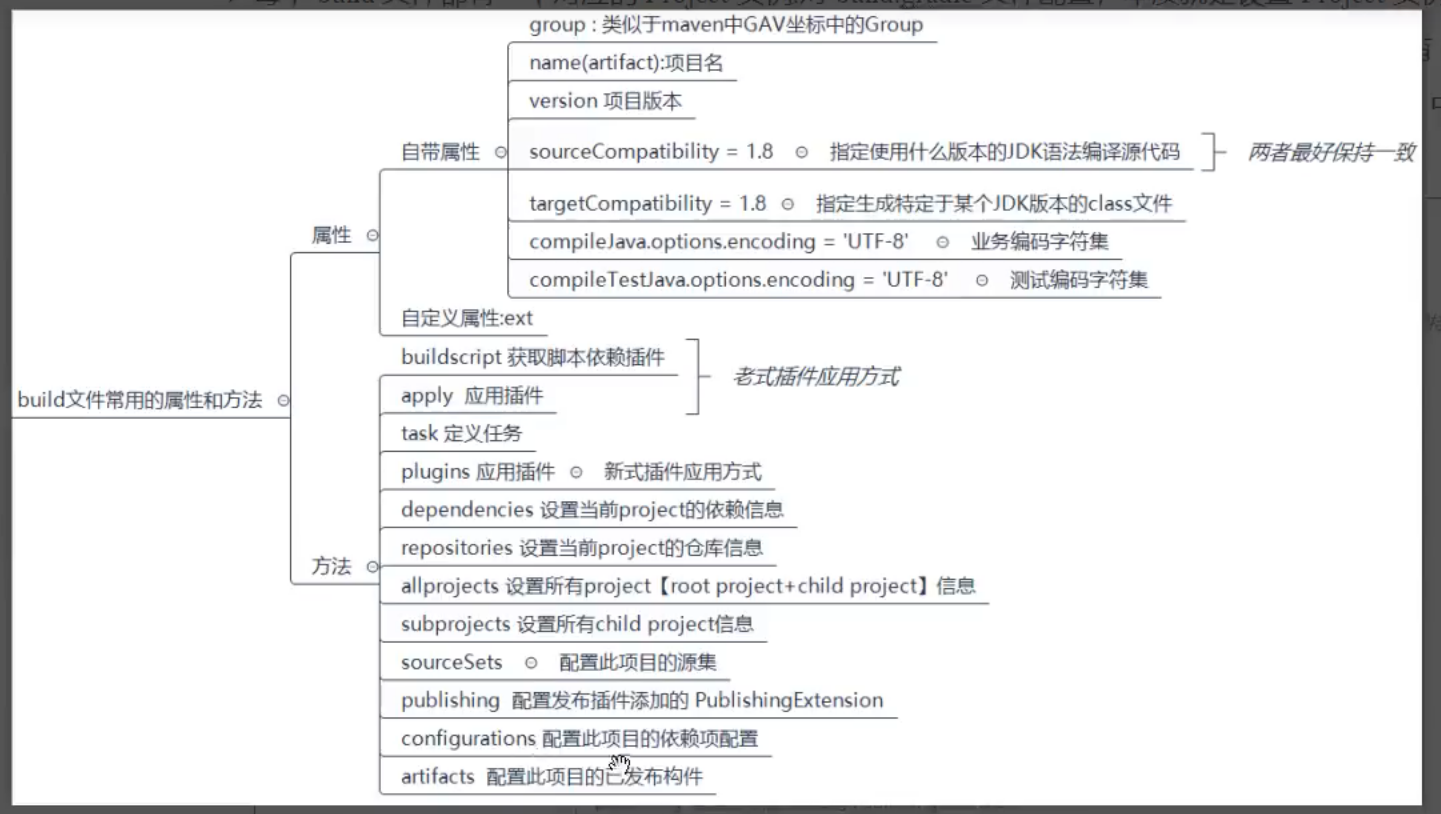 build文件常用的属性和方法
属性
自带属性
group : 类似于maven中GAV坐标中的Group
name(artifact):项目名
version 项目版本
sourceCompatibility = 1.8 指定使用什么版本的JDK语法编译源代码
两者最好保持一致
targetCompatibility = 1.8 指定生成特定于某个JDK版本的class文件
compileJava.options.encoding = 'UTF-8' 业务编码字符集
compileTestJava.options.encoding = 'UTF-8' 测试编码字符集
自定义属性:ext
方法
buildscript 获取脚本依赖插件
apply 应用插件
老式插件应用方式
task 定义任务
plugins 应用插件 新式插件应用方式
dependencies 设置当前project的依赖信息
repositories 设置当前project的仓库信息
allprojects 设置所有project【root project+child project】信息
subprojects 设置所有child project信息
sourceSets 配置此项目的源集
publishing 配置发布插件添加的 PublishingExtension
configurations 配置此项目的依赖项配置
artifacts 配置此项目的已发布构件